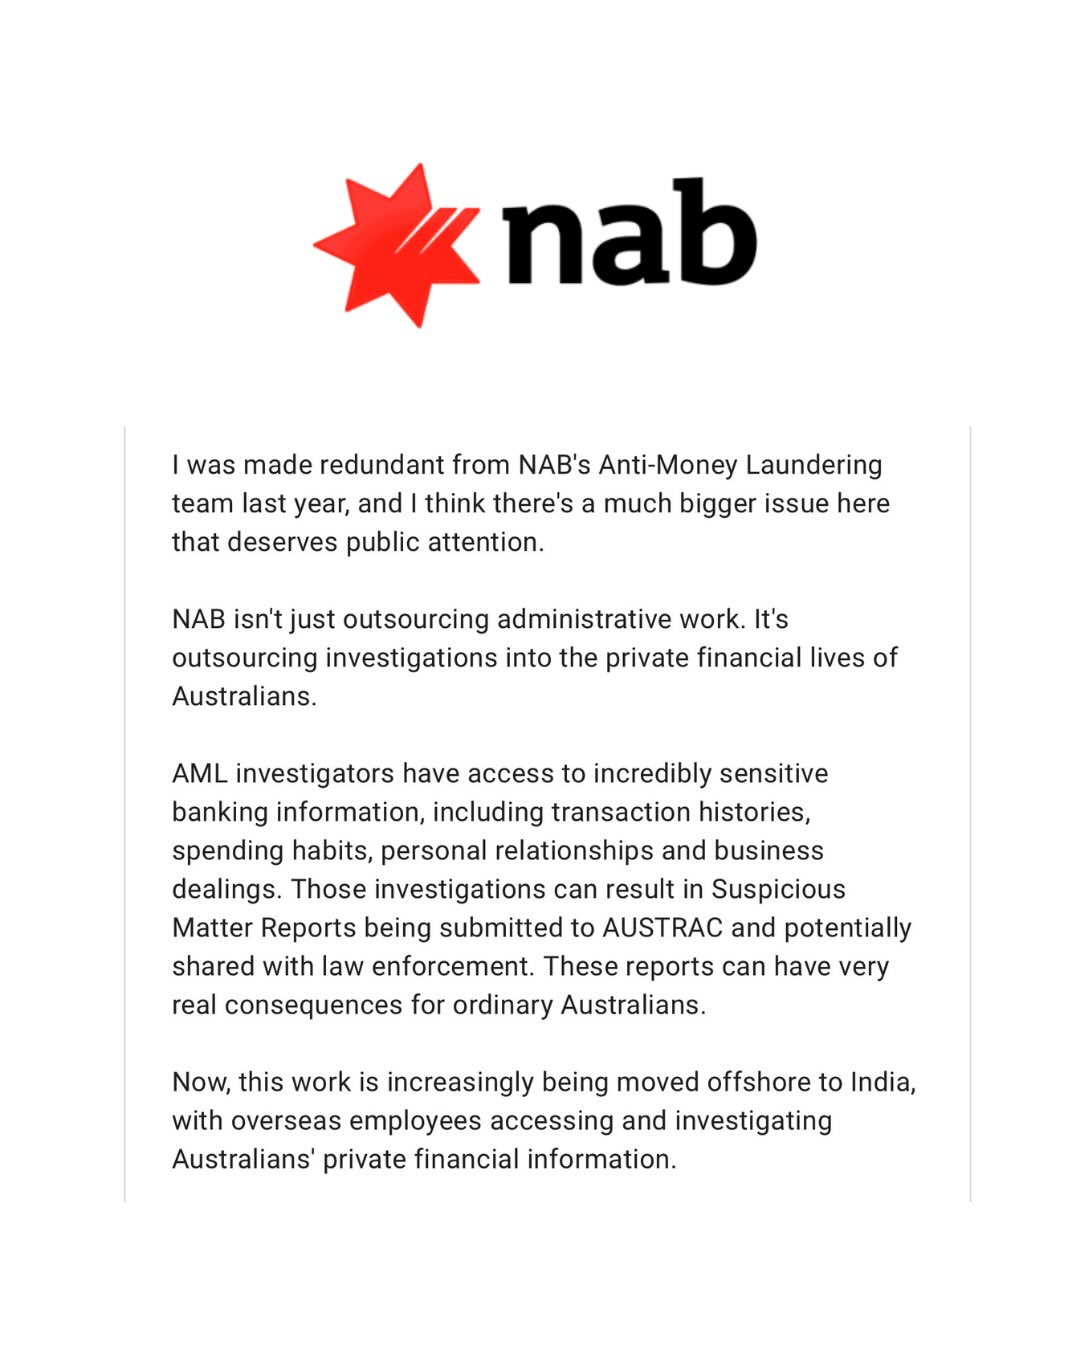 nab
I was made redundant from NAB's Anti-Money Laundering
team last year, and I think there's a much bigger issue here
that deserves public attention.
NAB isn't just outsourcing administrative work. It's
outsourcing investigations into the private financial lives of
Australians.
AML investigators have access to incredibly sensitive
banking information, including transaction histories,
spending habits, personal relationships and business
dealings. Those investigations can result in Suspicious
Matter Reports being submitted to AUSTRAC and potentially
shared with law enforcement. These reports can have very
real consequences for ordinary Australians.
Now, this work is increasingly being moved offshore to India,
with overseas employees accessing and investigating
Australians' private financial information.